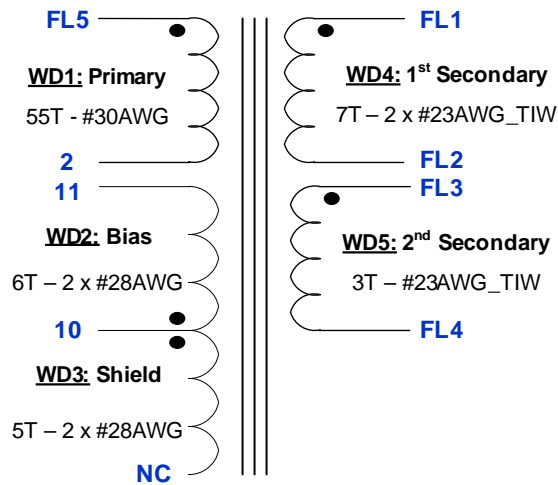 FL5
WD1: Primary
55T - #30AWG
2
11
WD2: Bias
6T – 2 x #28AWG
10
WD3: Shield
5T – 2 x #28AWG
NC
FL1
WD4: 1st Secondary
7T – 2 x #23AWG_TIW
FL2
FL3
WD5: 2nd Secondary
3T – #23AWG_TIW
FL4